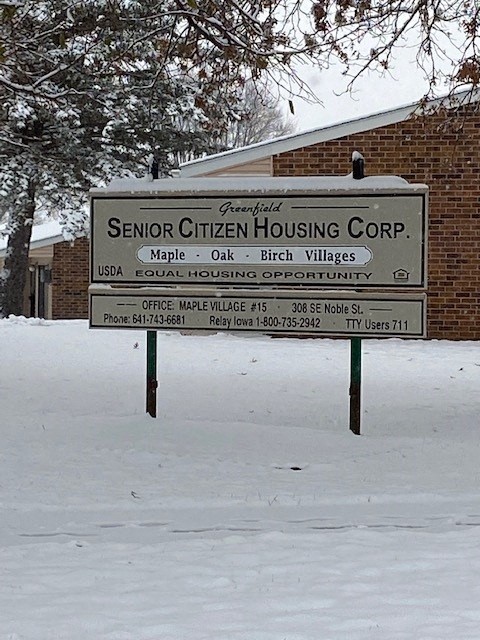 Greenfield
SENIOR CITIZEN HOUSING CORP.
Maple - Oak - Birch Villages
USDA EQUAL HOUSING OPPORTUNITY
OFFICE: MAPLE VILLAGE #15 · 308 SE Noble St.
Phone: 641-743-6681 Relay Iowa 1-800-735-2942 · TTY Users 711